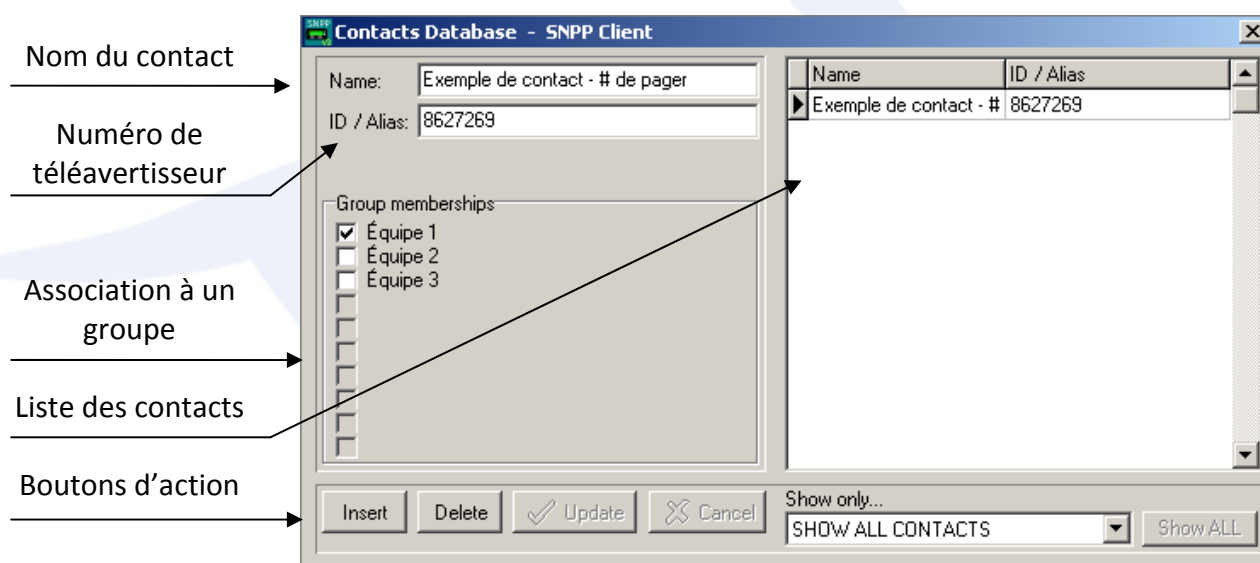 SNPP
Contacts Database - SNPP Client
Nom du contact
Name: Exemple de contact - # de pager
ID / Alias: 8627269
Numéro de
téléavertisseur
Name ID / Alias
Exemple de contact - # 8627269
Group memberships
Équipe 1
Équipe 2
Équipe 3
Association à un
groupe
Liste des contacts
Boutons d’action
Insert Delete Update Cancel
Show only...
SHOW ALL CONTACTS Show ALL